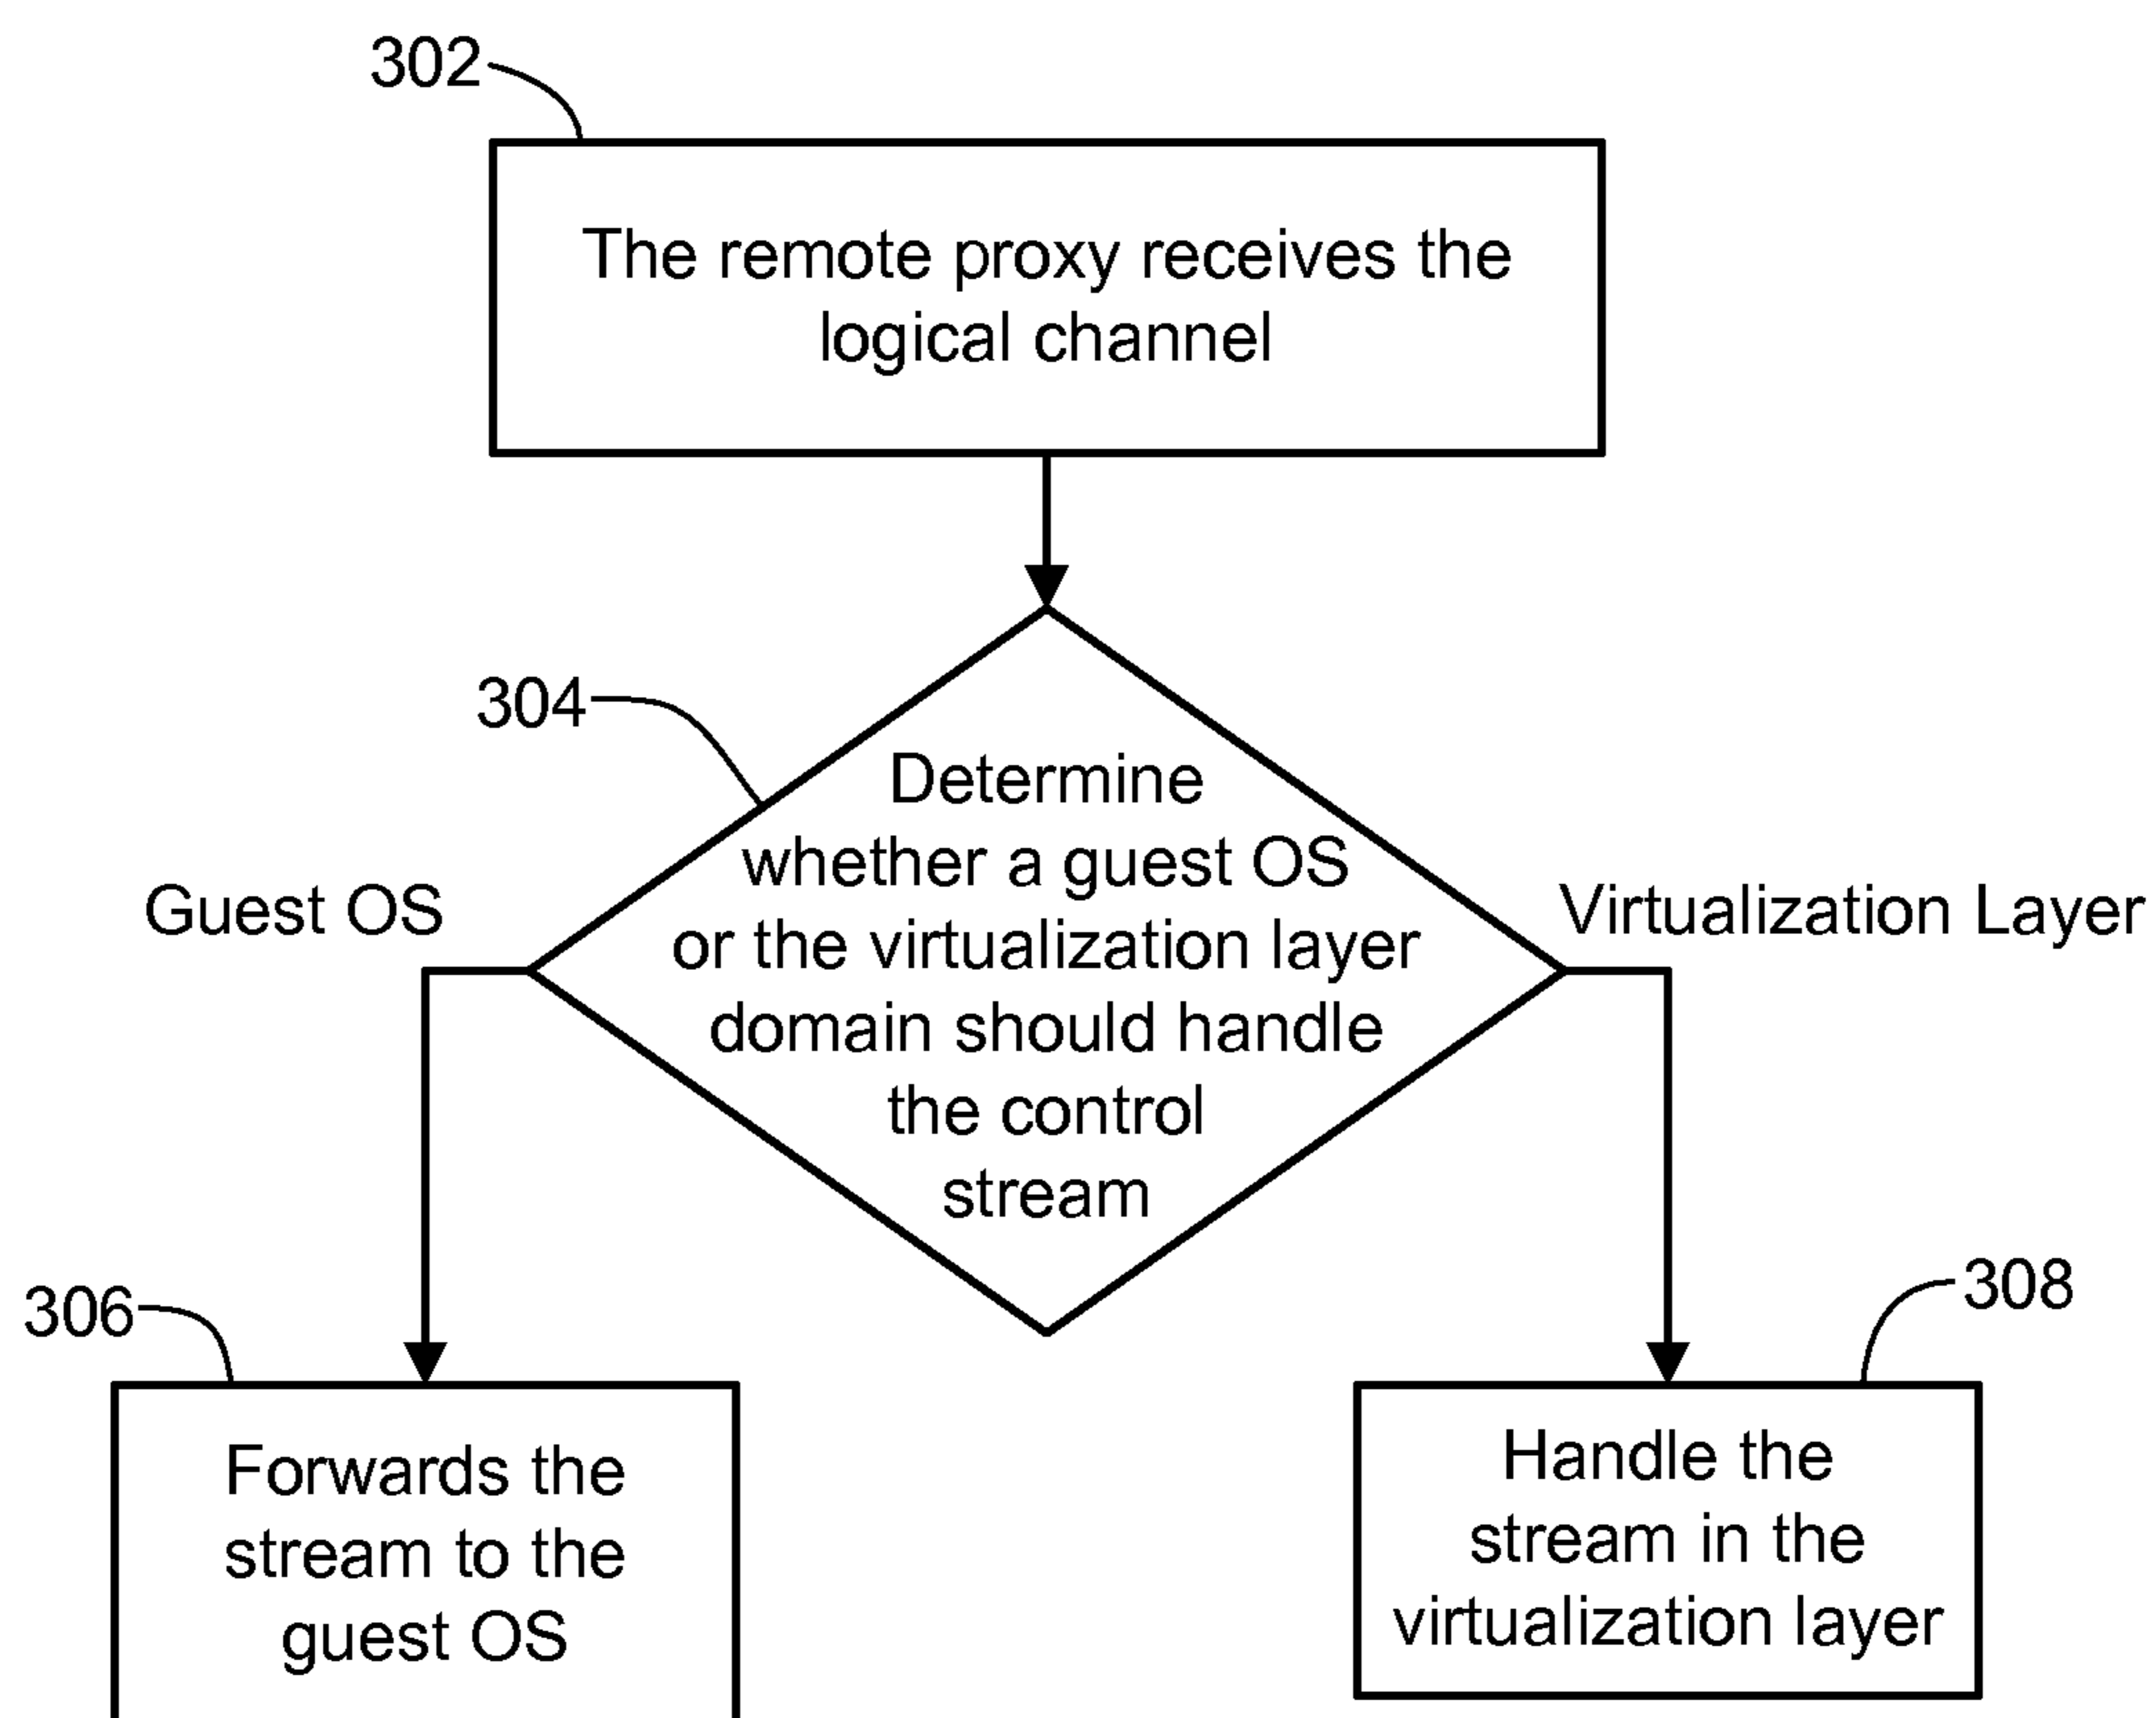 302
The remote proxy receives the
logical channel
304
Determine
whether a guest OS
or the virtualization layer
domain should handle
the control
stream
Guest OS
Virtualization Layer
306
Forwards the
stream to the
guest OS
308
Handle the
stream in the
virtualization layer